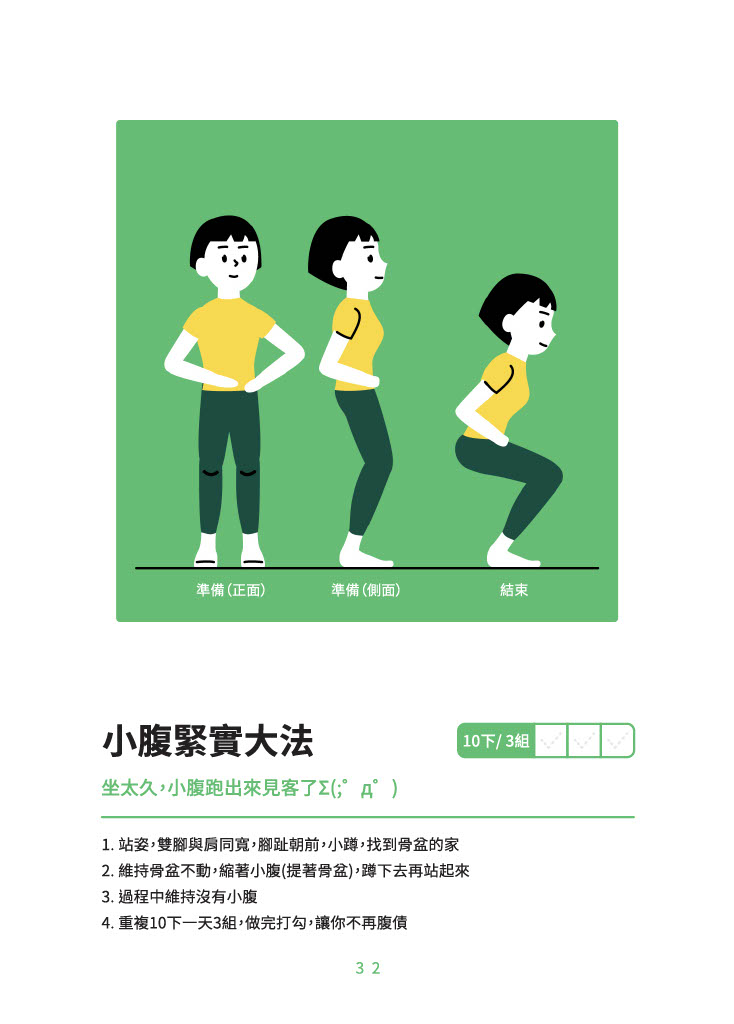 準備（正面）
準備（側面）
結束
小腹緊實大法
10下/ 3組
坐太久，小腹跑出來見客了Σ(;ﾟдﾟ)
1. 站姿，雙腳與肩同寬，腳趾朝前，小蹲，找到骨盆的家
2. 維持骨盆不動，縮著小腹(提著骨盆)，蹲下去再站起來
3. 過程中維持沒有小腹
4. 重複10下一天3組，做完打勾，讓你不再腹債
32